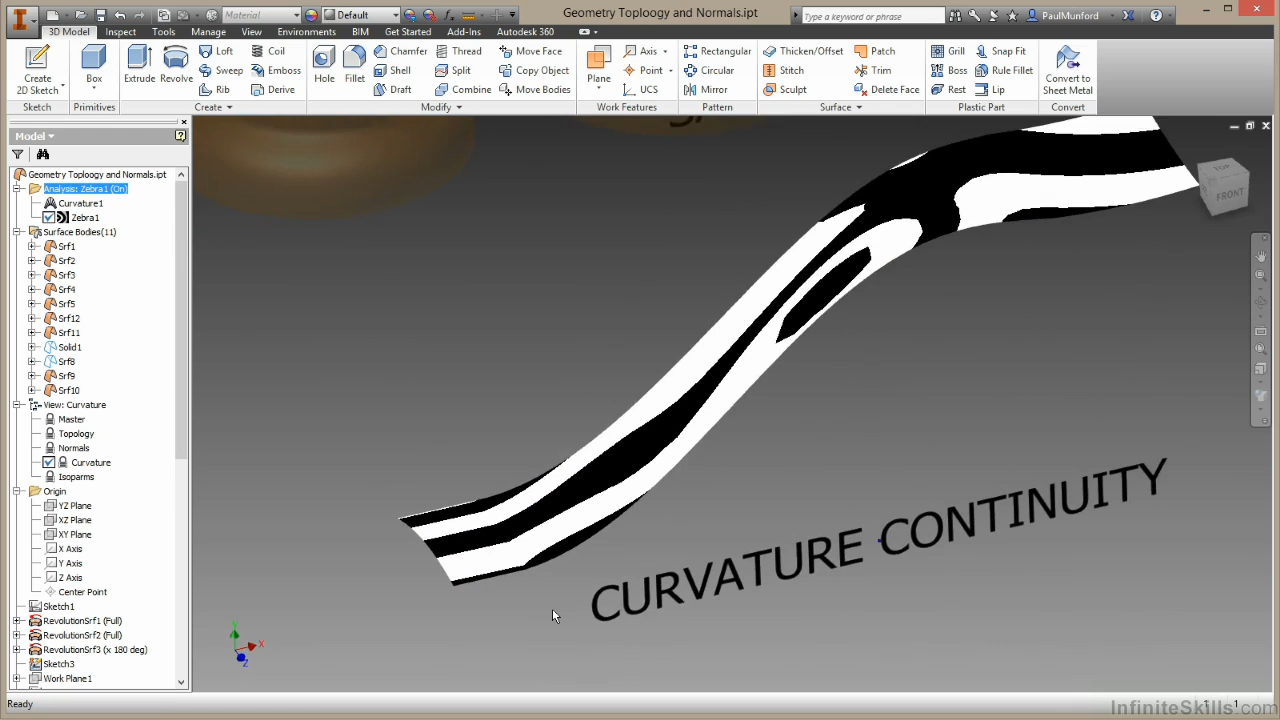 Material
Default
Geometry Toploogy and Normals.ipt
Type a keyword or phrase
PaulMunford
3D Model Inspect Tools Manage View Environments BIM Get Started Add-Ins Autodesk 360
Create 2D Sketch
Box
Extrude
Revolve
Loft
Sweep
Rib
Coil
Emboss
Derive
Hole
Fillet
Chamfer
Shell
Draft
Thread
Split
Combine
Move Face
Copy Object
Move Bodies
Plane
Axis
Point
UCS
Rectangular
Circular
Mirror
Thicken/Offset
Stitch
Sculpt
Patch
Trim
Delete Face
Grill
Boss
Rest
Snap Fit
Rule Fillet
Lip
Convert to Sheet Metal
Sketch Primitives Create Modify Work Features Pattern Surface Plastic Part Convert
Model
Geometry Toploogy and Normals.ipt
Analysis: Zebra1 (On)
Curvature1
Zebra1
Surface Bodies(11)
Srf1
Srf2
Srf3
Srf4
Srf5
Srf12
Srf11
Solid1
Srf8
Srf9
Srf10
View: Curvature
Master
Topology
Normals
Curvature
Isoparms
Origin
YZ Plane
XZ Plane
XY Plane
X Axis
Y Axis
Z Axis
Center Point
Sketch1
RevolutionSrf1 (Full)
RevolutionSrf2 (Full)
RevolutionSrf3 (x 180 deg)
Sketch3
Work Plane1
TOP
FRONT
CURVATURE CONTINUITY
Y
X
Z
Ready
1 1
InfiniteSkills.com